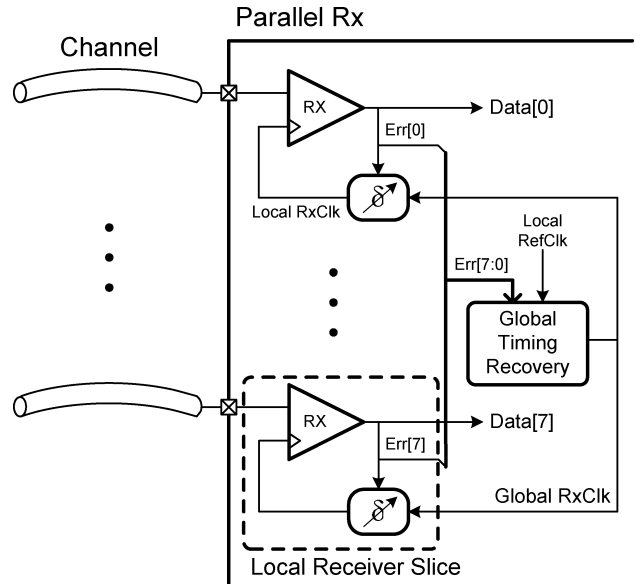 Parallel Rx
Channel
RX
Data[0]
Err[0]
δ
Local RxClk
Local
RefClk
Err[7:0]
Global
Timing
Recovery
RX
Data[7]
Err[7]
δ
Global RxClk
Local Receiver Slice